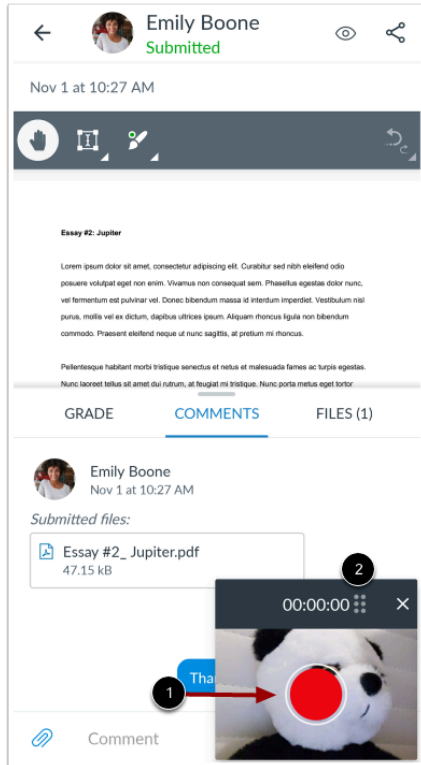 Emily Boone
Submitted
Nov 1 at 10:27 AM
Essay #2: Jupiter
Lorem ipsum dolor sit amet, consectetur adipiscing elit. Curabitur sed nibh eleifend odio
posuere volutpat eget non enim. Vivamus non consequat sem. Phasellus egestas dolor nunc,
vel fermentum est pulvinar vel. Donec bibendum massa id interdum imperdiet. Vestibulum nisl
purus, mollis vel ex dictum, dapibus ultrices ipsum. Aliquam rhoncus ligula non bibendum
commodo. Praesent eleifend neque ut nunc sagittis, at pretium mi rhoncus.
Pellentesque habitant morbi tristique senectus et netus et malesuada fames ac turpis egestas.
Nunc laoreet tellus sit amet dui rutrum, at feugiat mi tristique. Nunc porta metus eget tortor
GRADE COMMENTS FILES (1)
Emily Boone
Nov 1 at 10:27 AM
Submitted files:
Essay #2_ Jupiter.pdf
47.15 kB
2
00:00:00
Tha
1
Comment